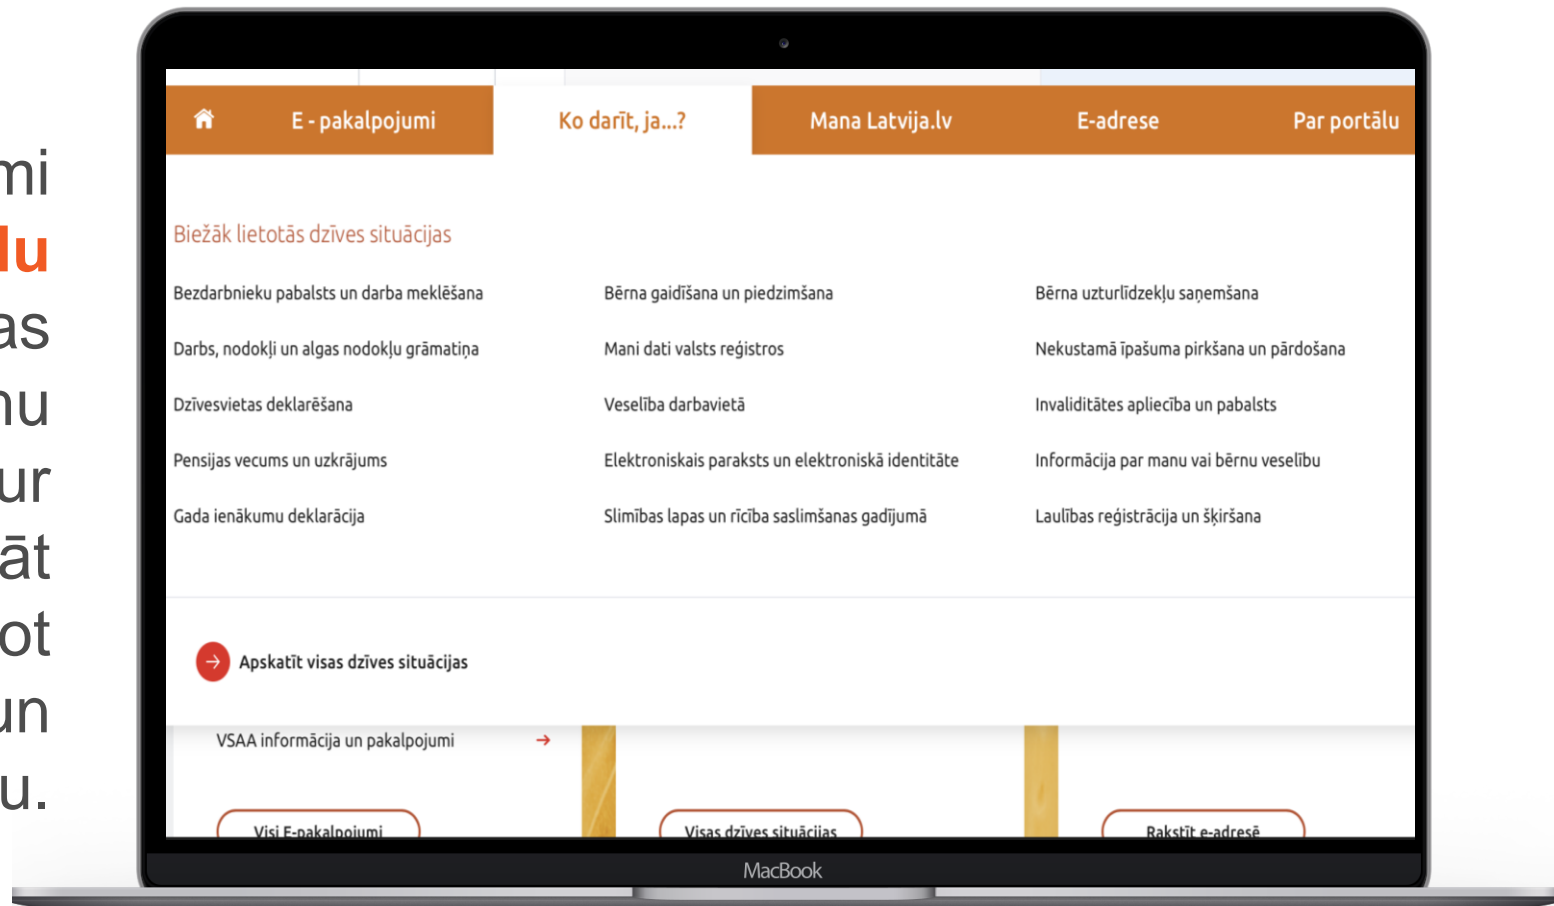 mi
lu
as
nu
ur
āt
ot
un
u.
E - pakalpojumi
Ko darīt, ja...?
Mana Latvija.lv
E-adrese
Par portālu
Biežāk lietotās dzīves situācijas
Bezdarbnieku pabalsts un darba meklēšana
Bērna gaidīšana un piedzimšana
Bērna uzturlīdzekļu saņemšana
Darbs, nodokļi un algas nodokļu grāmatiņa
Mani dati valsts reģistros
Nekustamā īpašuma pirkšana un pārdošana
Dzīvesvietas deklarēšana
Veselība darbavietā
Invaliditātes apliecība un pabalsts
Pensijas vecums un uzkrājums
Elektroniskais paraksts un elektroniskā identitāte
Informācija par manu vai bērnu veselību
Gada ienākumu deklarācija
Slimības lapas un rīcība saslimšanas gadījumā
Laulības reģistrācija un šķiršana
Apskatīt visas dzīves situācijas
VSAA informācija un pakalpojumi
Visi E-pakalpojumi
Visas dzīves situācijas
Rakstīt e-adresē
MacBook